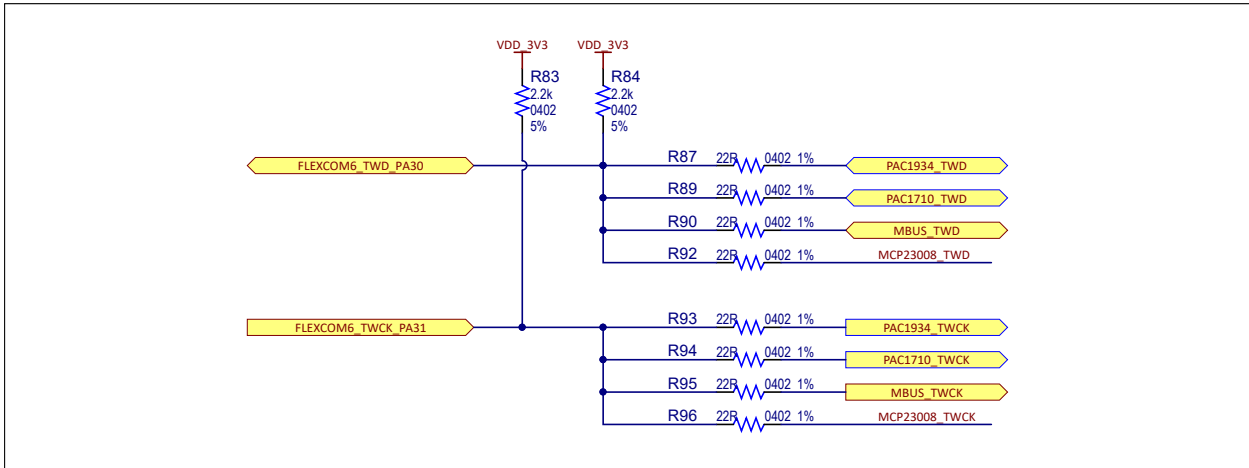 VDD_3V3 VDD_3V3
R83 R84
2.2k 2.2k
0402 0402
5% 5%
FLEXCOM6_TWD_PA30 R87 22R 0402 1% PAC1934_TWD
R89 22R 0402 1% PAC1710_TWD
R90 22R 0402 1% MBUS_TWD
R92 22R 0402 1% MCP23008_TWD
FLEXCOM6_TWCK_PA31 R93 22R 0402 1% PAC1934_TWCK
R94 22R 0402 1% PAC1710_TWCK
R95 22R 0402 1% MBUS_TWCK
R96 22R 0402 1% MCP23008_TWCK